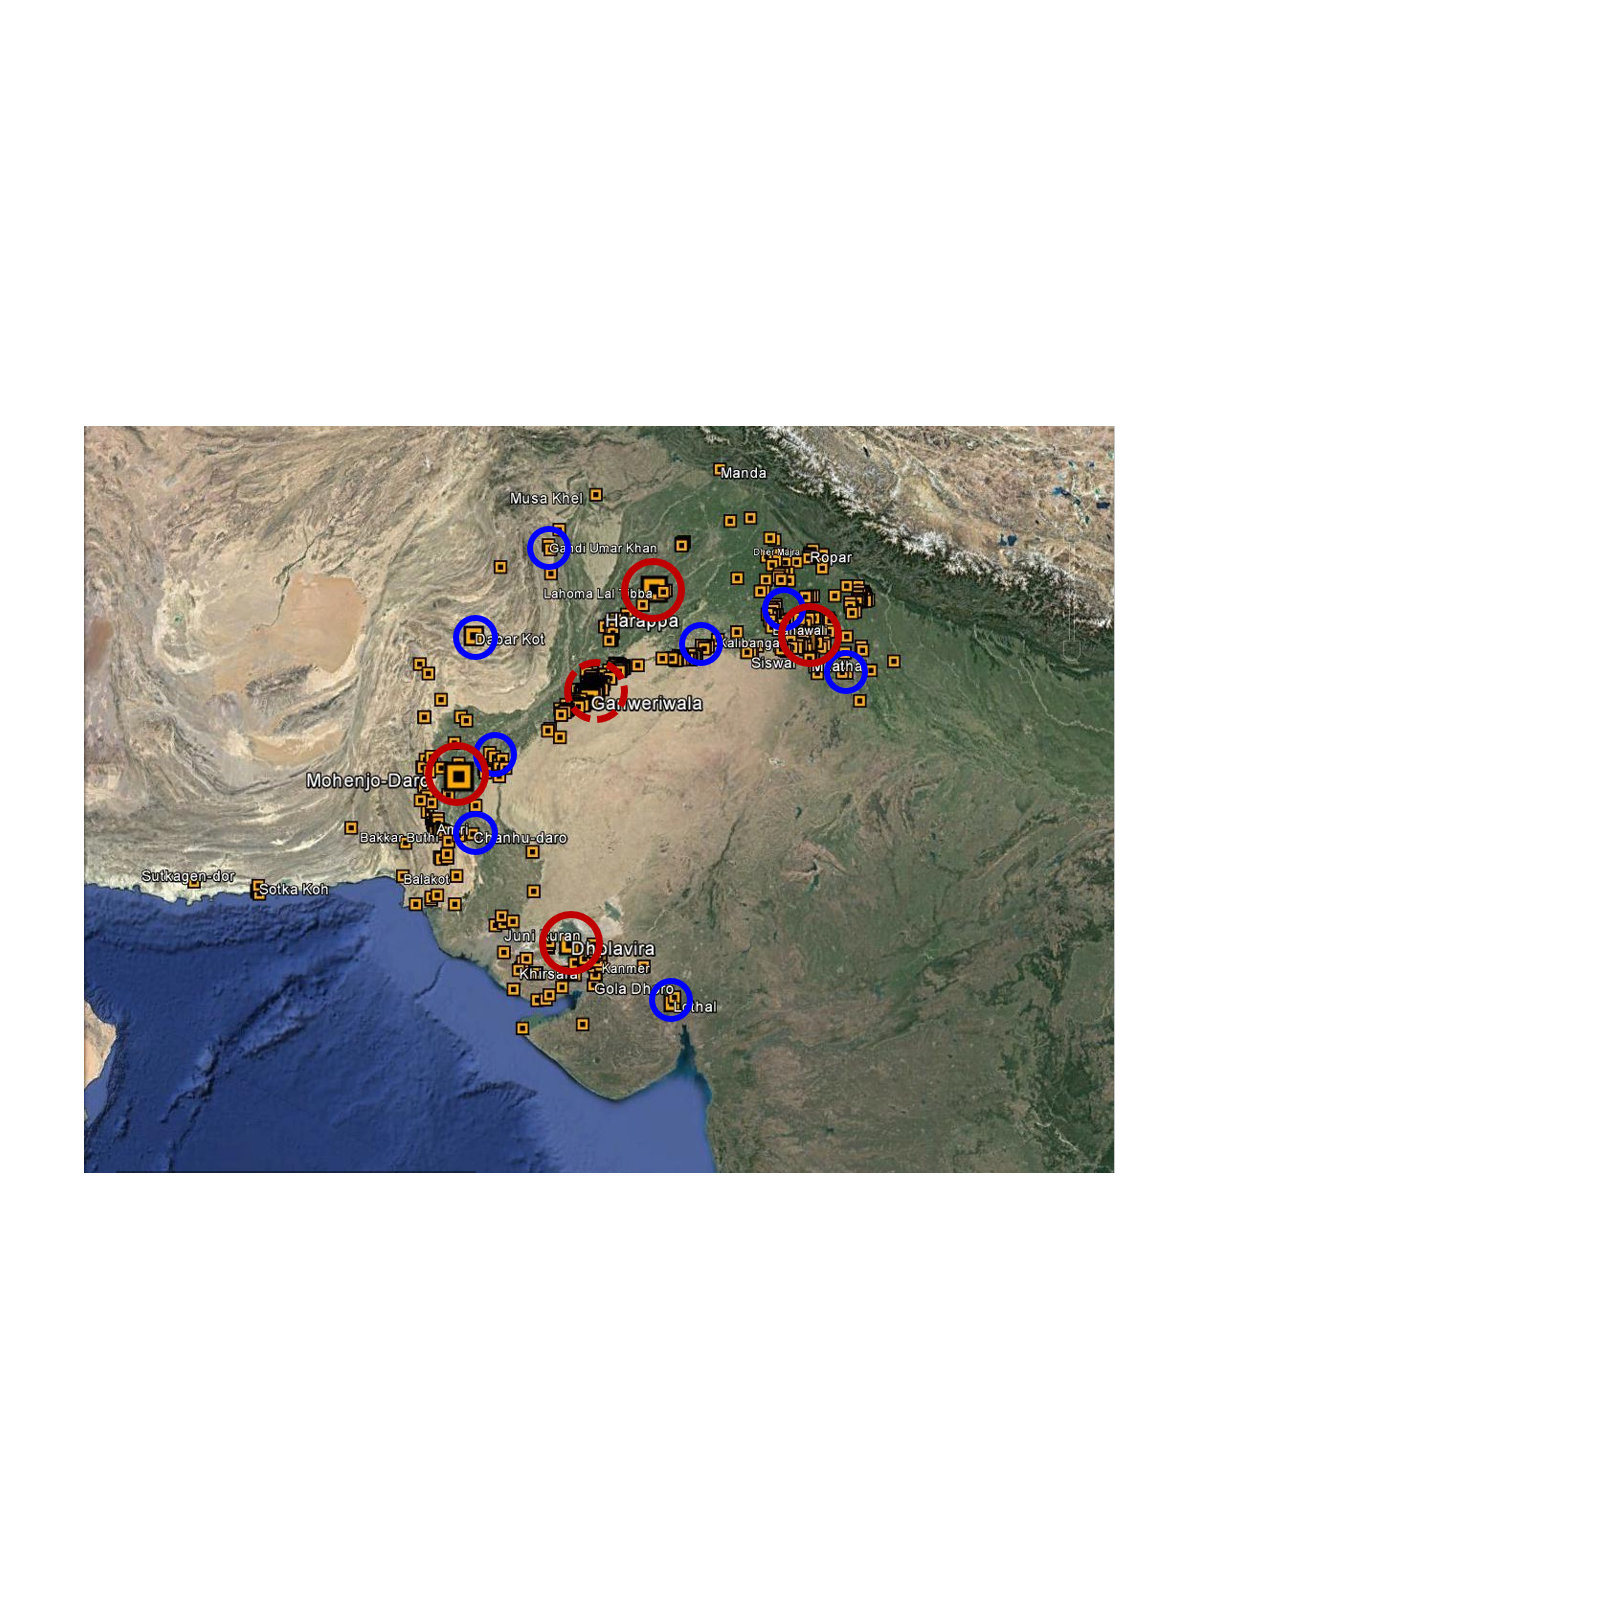 Manda
Musa Khel
Gandi Umar Khan
Dher Majra
Ropar
Lahoma Lal Tibba
Harappa
Banawali
Dabar Kot
Kalibangan
Siswal
Mitathal
Ganweriwala
Mohenjo-Daro
Amri
Bakkar Buthi
Chanhu-daro
Sutkagen-dor
Balakot
Sotka Koh
Juni Kuran
Dholavira
Kanmer
Khirsara
Gola Dhoro
Lothal